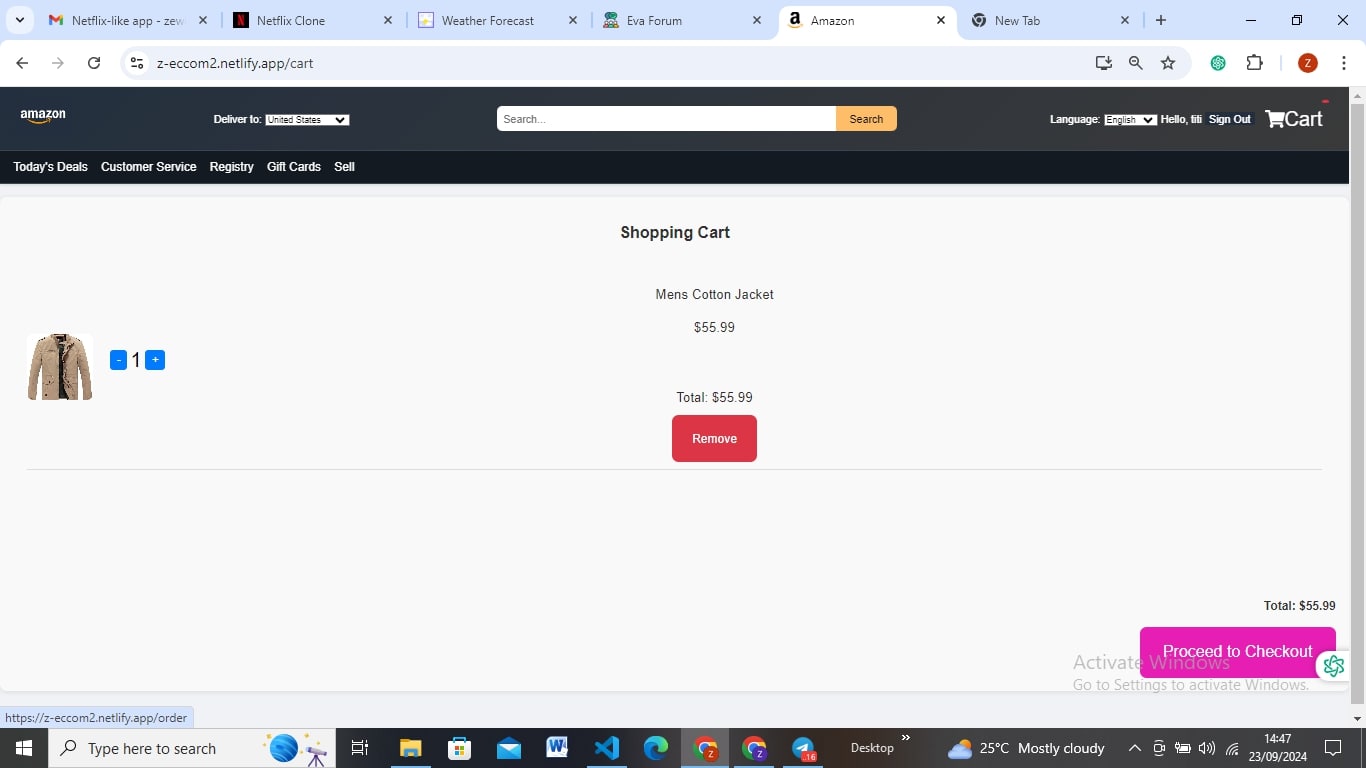 Netflix-like app - zew
Netflix Clone
Weather Forecast
Eva Forum
Amazon
New Tab
z-eccom2.netlify.app/cart
Z
amazon
Deliver to: United States
Search...
Search
Language: English Hello, titi Sign Out
Cart
Today's Deals Customer Service Registry Gift Cards Sell
Shopping Cart
Mens Cotton Jacket
$55.99
- 1 +
Total: $55.99
Remove
Total: $55.99
Proceed to Checkout
Activate Windows
Go to Settings to activate Windows.
https://z-eccom2.netlify.app/order
Type here to search
Desktop
25°C Mostly cloudy
14:47
23/09/2024